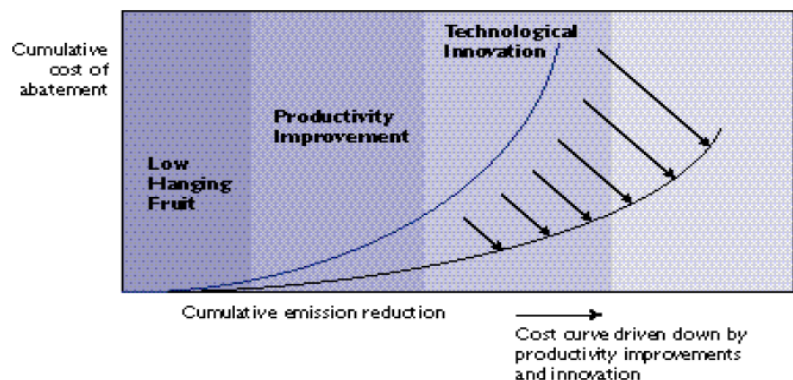 Cumulative
cost of
abatement
Technological
Innovation
Productivity
Improvement
Low
Hanging
Fruit
Cumulative emission reduction
Cost curve driven down by
productivity improvements
and innovation